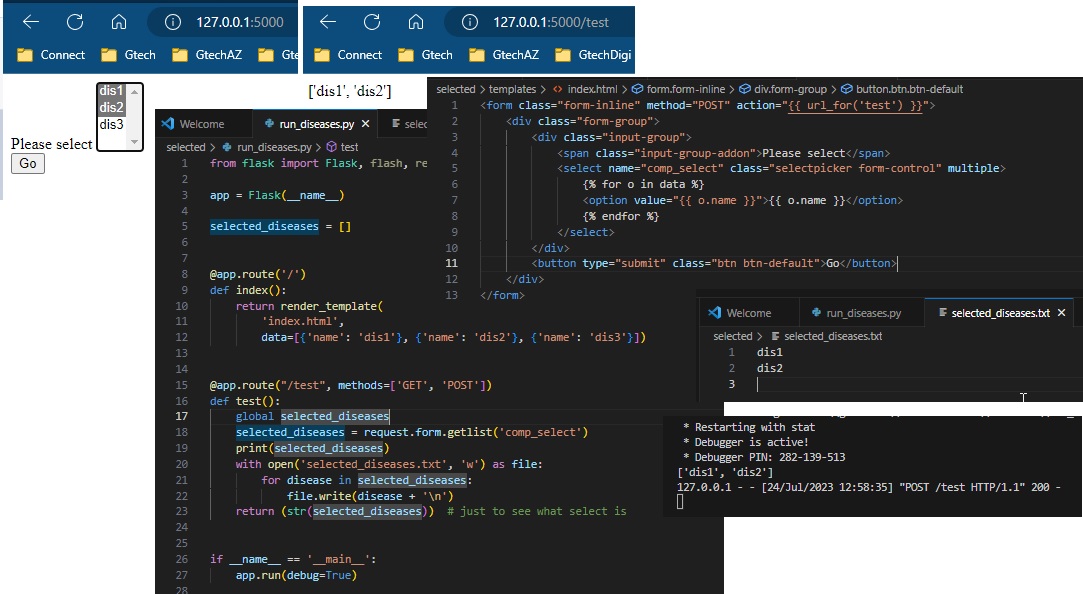 127.0.0.1:5000
Connect Gtech GtechAZ
127.0.0.1:5000/test
Connect Gtech GtechAZ GtechDigi
dis1
dis2
dis3
Please select
Go
['dis1', 'dis2']
Welcome run_diseases.py
selected > run_diseases.py > test
1 from flask import Flask, flash, re
2
3 app = Flask(__name__)
4
5 selected_diseases = []
6
7
8 @app.route('/')
9 def index():
10 return render_template(
11 'index.html',
12 data=[{'name': 'dis1'}, {'name': 'dis2'}, {'name': 'dis3'}])
13
14
15 @app.route("/test", methods=['GET', 'POST'])
16 def test():
17 global selected_diseases
18 selected_diseases = request.form.getlist('comp_select')
19 print(selected_diseases)
20 with open('selected_diseases.txt', 'w') as file:
21 for disease in selected_diseases:
22 file.write(disease + '\n')
23 return (str(selected_diseases)) # just to see what select is
24
25
26 if __name__ == '__main__':
27 app.run(debug=True)
28
selected > templates > index.html > form.form-inline > div.form-group > button.btn.btn-default
1 <form class="form-inline" method="POST" action="{{ url_for('test') }}">
2 <div class="form-group">
3 <div class="input-group">
4 <span class="input-group-addon">Please select</span>
5 <select name="comp_select" class="selectpicker form-control" multiple>
6 {% for o in data %}
7 <option value="{{ o.name }}">{{ o.name }}</option>
8 {% endfor %}
9 </select>
10 </div>
11 <button type="submit" class="btn btn-default">Go</button>
12 </div>
13 </form>
Welcome run_diseases.py selected_diseases.txt
selected > selected_diseases.txt
1 dis1
2 dis2
3
* Restarting with stat
* Debugger is active!
* Debugger PIN: 282-139-513
['dis1', 'dis2']
127.0.0.1 - - [24/Jul/2023 12:58:35] "POST /test HTTP/1.1" 200 -